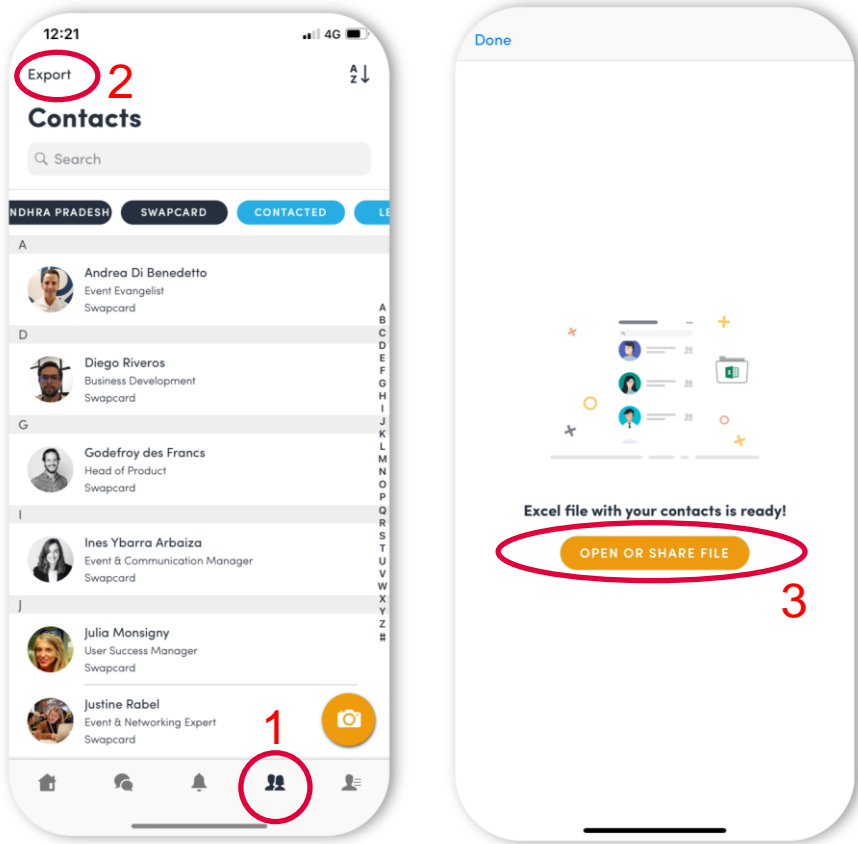 12:21
4G
Export
2
A
Z
Contacts
Search
NDHRA PRADESH
SWAPCARD
CONTACTED
LE
A
Andrea Di Benedetto
Event Evangelist
Swapcard
D
Diego Riveros
Business Development
Swapcard
G
Godefroy des Francs
Head of Product
Swapcard
I
Ines Ybarra Arbaiza
Event & Communication Manager
Swapcard
J
Julia Monsigny
User Success Manager
Swapcard
Justine Rabel
Event & Networking Expert
Swapcard
A
B
C
D
E
F
G
H
I
J
K
L
M
N
O
P
Q
R
S
T
U
V
W
X
Y
Z
#
1
Done
Excel file with your contacts is ready!
OPEN OR SHARE FILE
3